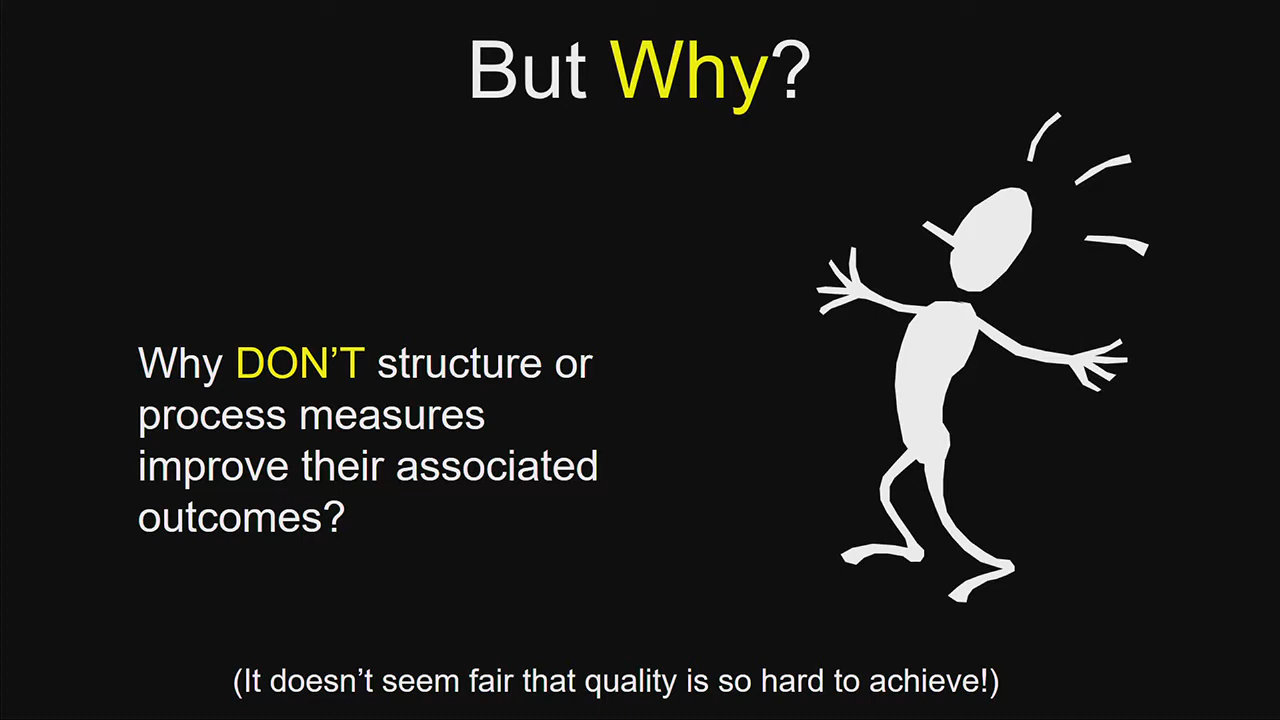 But Why?
Why DON’T structure or
process measures
improve their associated
outcomes?
(It doesn’t seem fair that quality is so hard to achieve!)